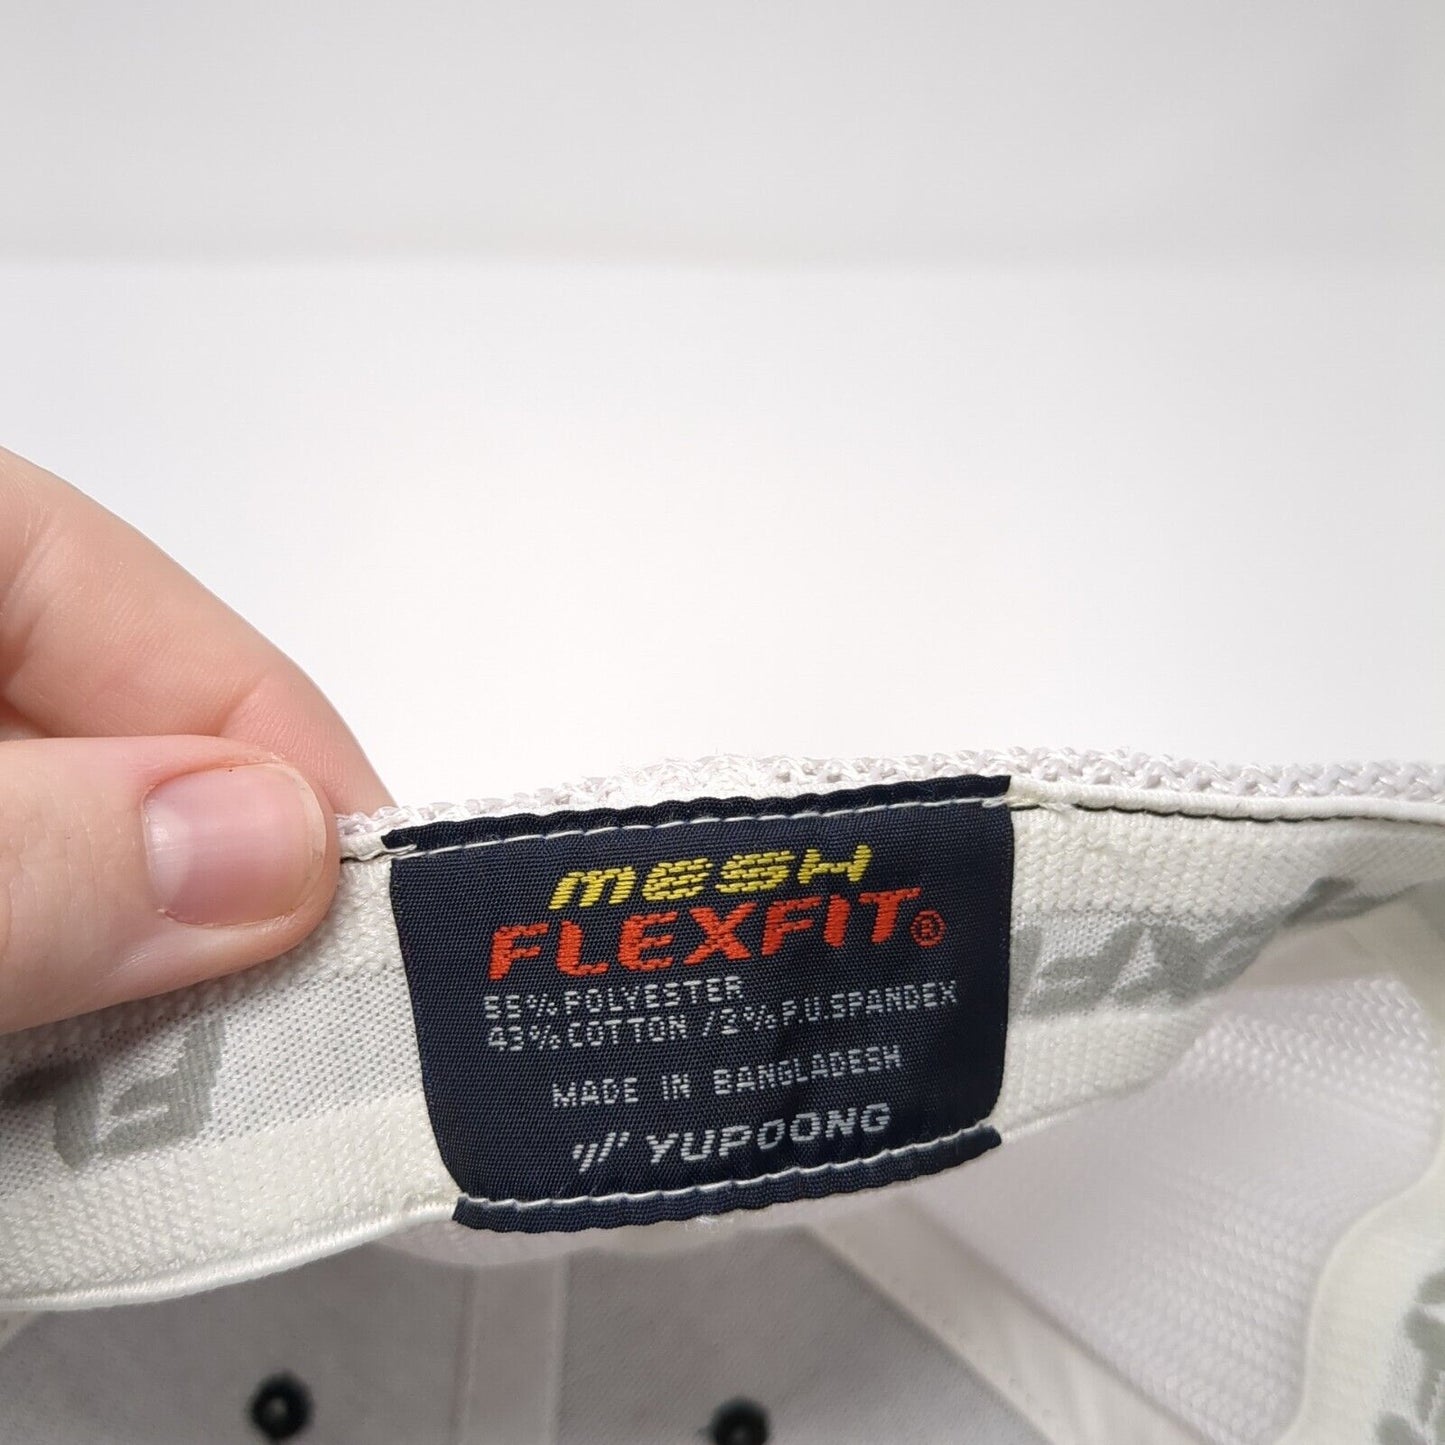 mesh
FLEXFIT®
55% POLYESTER
43% COTTON / 2% P.U.SPANDEX
MADE IN BANGLADESH
YUPOONG